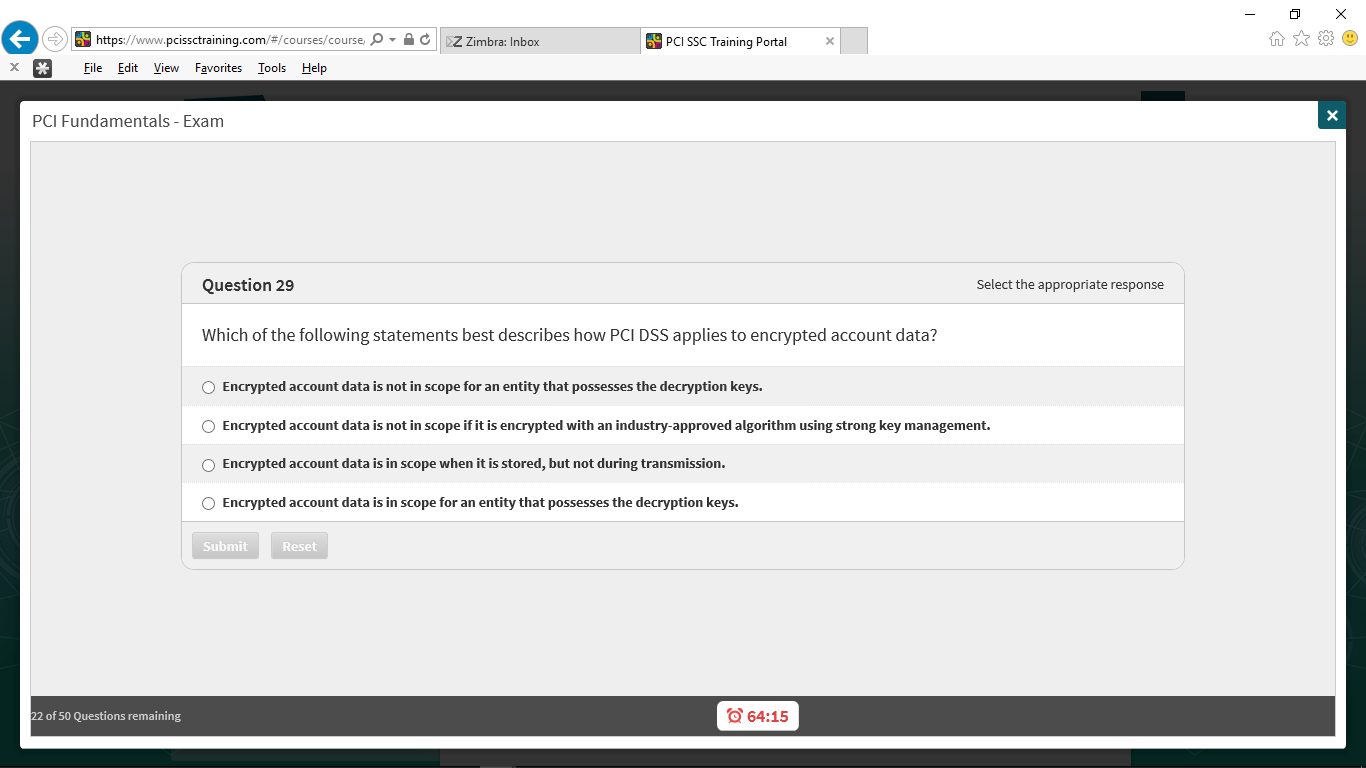 https://www.pcissctraining.com/#/courses/course,
Zimbra: Inbox
PCI SSC Training Portal
File Edit View Favorites Tools Help
PCI Fundamentals - Exam
Question 29
Select the appropriate response
Which of the following statements best describes how PCI DSS applies to encrypted account data?
Encrypted account data is not in scope for an entity that possesses the decryption keys.
Encrypted account data is not in scope if it is encrypted with an industry-approved algorithm using strong key management.
Encrypted account data is in scope when it is stored, but not during transmission.
Encrypted account data is in scope for an entity that possesses the decryption keys.
Submit Reset
22 of 50 Questions remaining
64:15